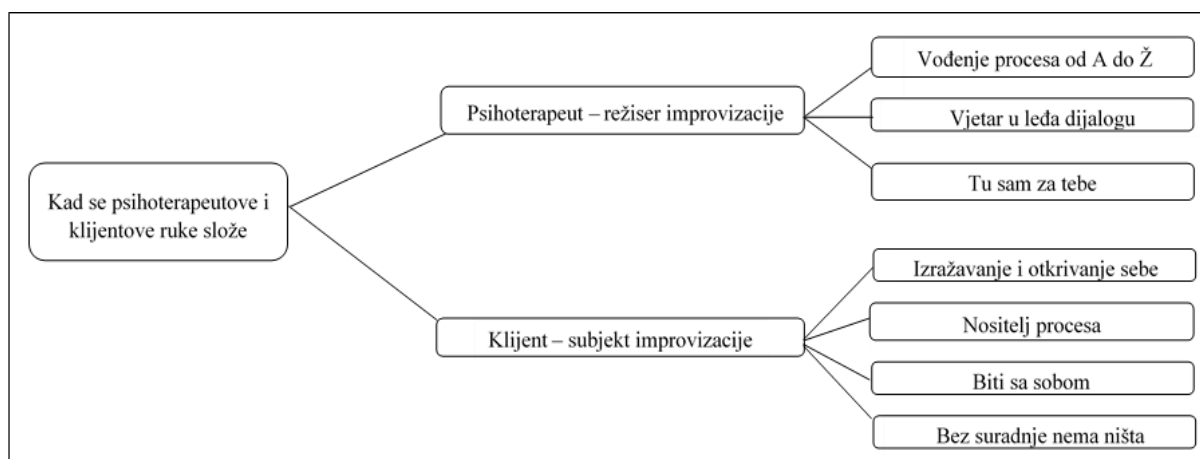 Kad se psihoterapeutove i
klijentove ruke slože
Psihoterapeut – režiser improvizacije
Vođenje procesa od A do Ž
Vjetar u leđa dijalogu
Tu sam za tebe
Klijent – subjekt improvizacije
Izražavanje i otkrivanje sebe
Nositelj procesa
Biti sa sobom
Bez suradnje nema ništa